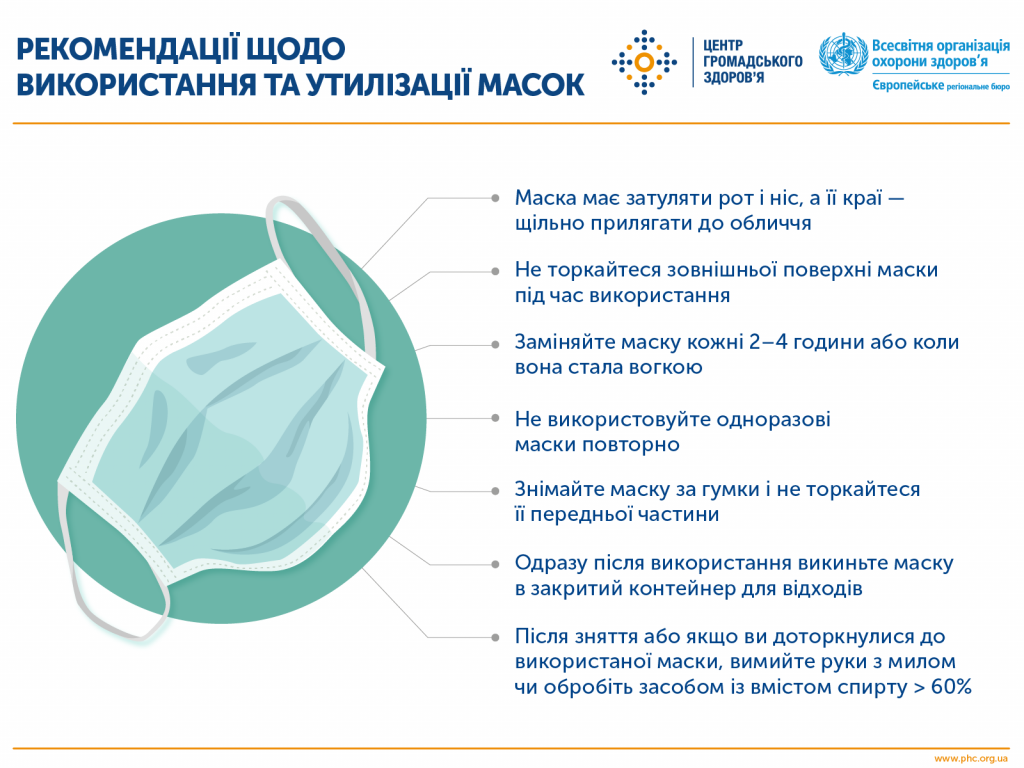 РЕКОМЕНДАЦІЇ ЩОДО
ВИКОРИСТАННЯ ТА УТИЛІЗАЦІЇ МАСОК
ЦЕНТР
ГРОМАДСЬКОГО
ЗДОРОВ'Я
Всесвітня організація
охорони здоров'я
Європейське регіональне бюро
Маска має затуляти рот і ніс, а її краї —
щільно прилягати до обличчя
Не торкайтеся зовнішньої поверхні маски
під час використання
Заміняйте маску кожні 2–4 години або коли
вона стала вогкою
Не використовуйте одноразові
маски повторно
Знімайте маску за гумки і не торкайтеся
її передньої частини
Одразу після використання викиньте маску
в закритий контейнер для відходів
Після зняття або якщо ви доторкнулися до
використаної маски, вимийте руки з милом
чи обробіть засобом із вмістом спирту > 60%
www.phc.org.ua